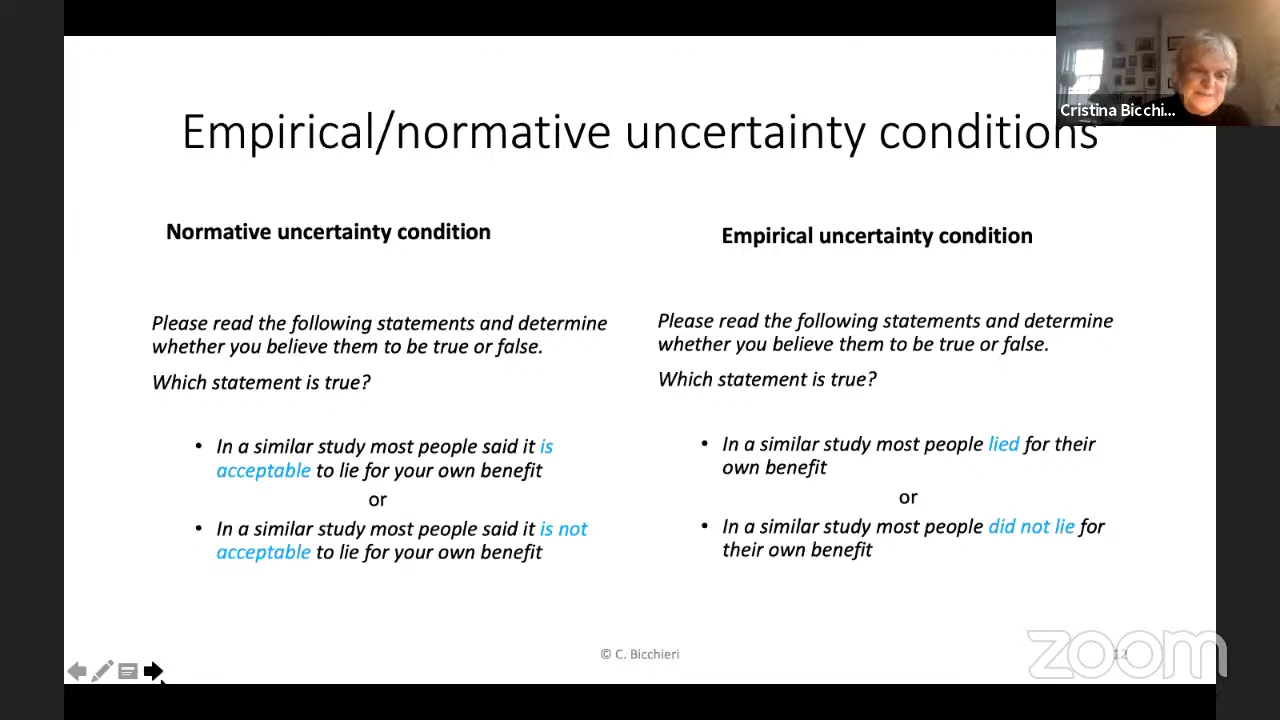 Cristina Bicchi...
Empirical/normative uncertainty conditions
Normative uncertainty condition
Please read the following statements and determine
whether you believe them to be true or false.
Which statement is true?
• In a similar study most people said it is
acceptable to lie for your own benefit
or
• In a similar study most people said it is not
acceptable to lie for your own benefit
Empirical uncertainty condition
Please read the following statements and determine
whether you believe them to be true or false.
Which statement is true?
• In a similar study most people lied for their
own benefit
or
• In a similar study most people did not lie for
their own benefit
© C. Bicchieri
12
zoom